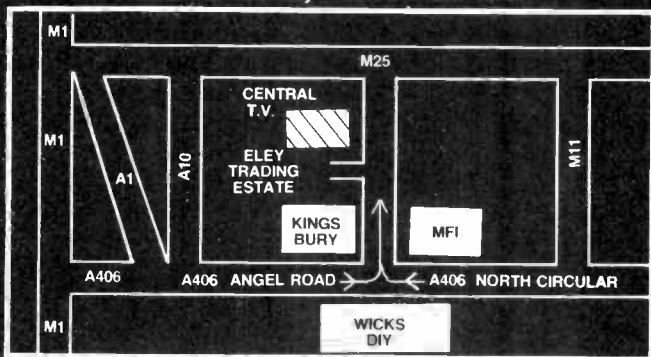 M1
M25
CENTRAL
T.V.
M1
A1
A10
M11
ELEY
TRADING
ESTATE
KINGS
BURY
MFI
A406
A406 ANGEL ROAD
A406 NORTH CIRCULAR
M1
WICKS
DIY